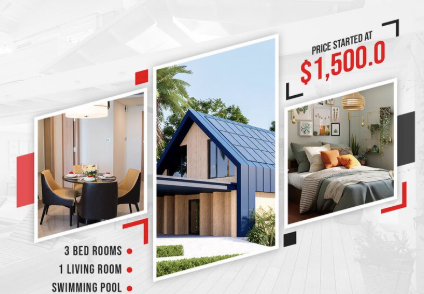 PRICE STARTED AT
$1,500.0
3 BED ROOMS
1 LIVING ROOM
SWIMMING POOL